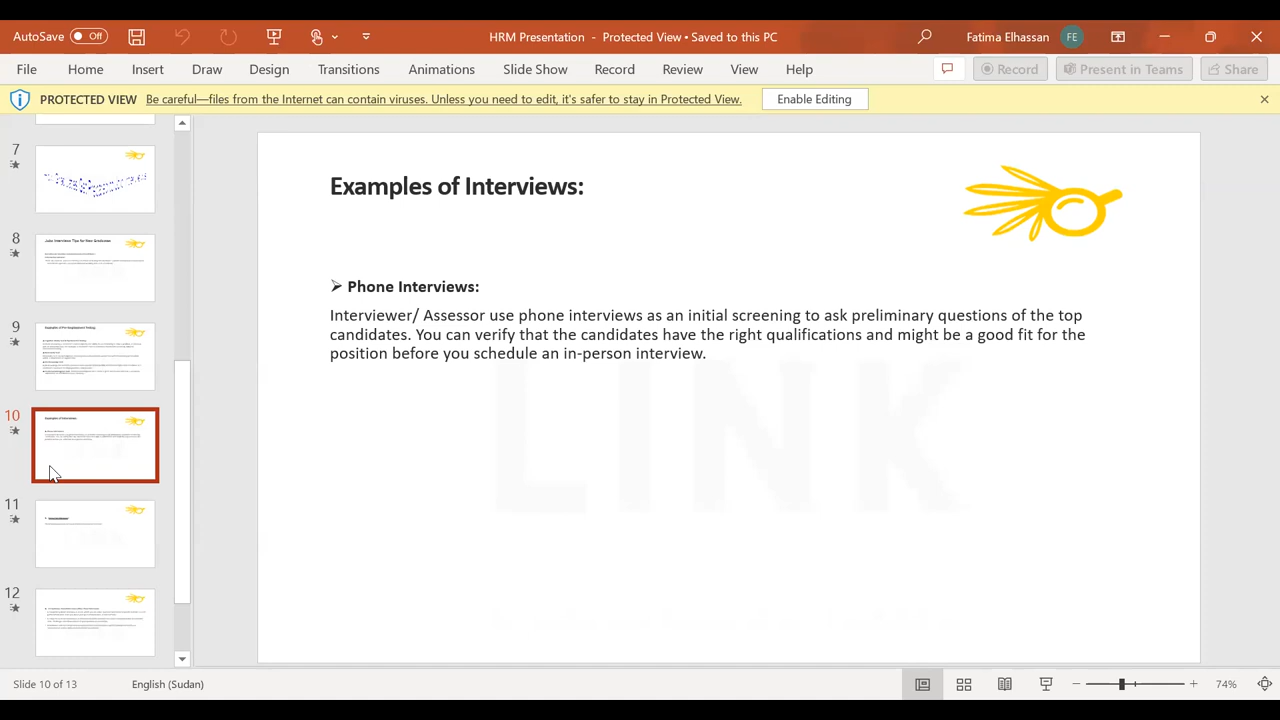 AutoSave Off
HRM Presentation - Protected View • Saved to this PC
Fatima Elhassan FE
File Home Insert Draw Design Transitions Animations Slide Show Record Review View Help
Record Present in Teams Share
PROTECTED VIEW Be careful—files from the Internet can contain viruses. Unless you need to edit, it's safer to stay in Protected View. Enable Editing
7
8
9
10
11
12
Examples of Interviews:
Phone Interviews:
Interviewer/ Assessor use phone interviews as an initial screening to ask preliminary questions of the top
candidates. You can verify that the candidates have the right qualifications and might be a good fit for the
position before you schedule an in-person interview.
LINK
Slide 10 of 13 English (Sudan) 74%